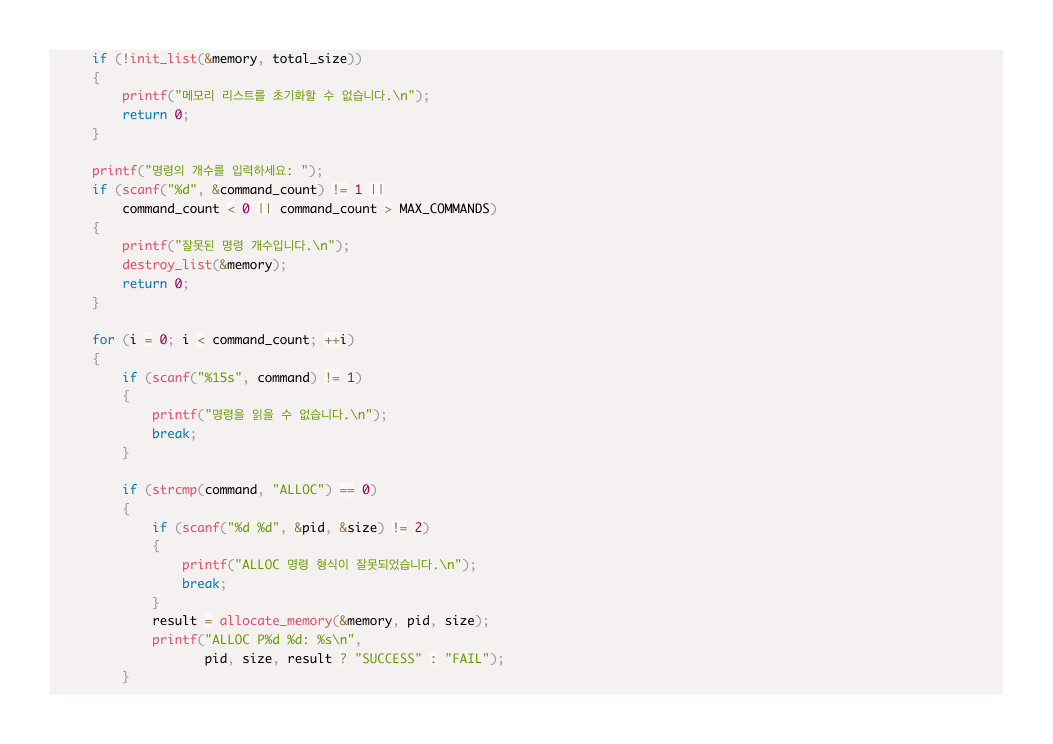 if (!init_list(&memory, total_size))
{
    printf("메모리 리스트를 초기화할 수 없습니다.\n");
    return 0;
}

printf("명령의 개수를 입력하세요: ");
if (scanf("%d", &command_count) != 1 ||
    command_count < 0 || command_count > MAX_COMMANDS)
{
    printf("잘못된 명령 개수입니다.\n");
    destroy_list(&memory);
    return 0;
}

for (i = 0; i < command_count; ++i)
{
    if (scanf("%15s", command) != 1)
    {
        printf("명령을 읽을 수 없습니다.\n");
        break;
    }

    if (strcmp(command, "ALLOC") == 0)
    {
        if (scanf("%d %d", &pid, &size) != 2)
        {
            printf("ALLOC 명령 형식이 잘못되었습니다.\n");
            break;
        }
        result = allocate_memory(&memory, pid, size);
        printf("ALLOC P%d %d: %s\n",
               pid, size, result ? "SUCCESS" : "FAIL");
    }